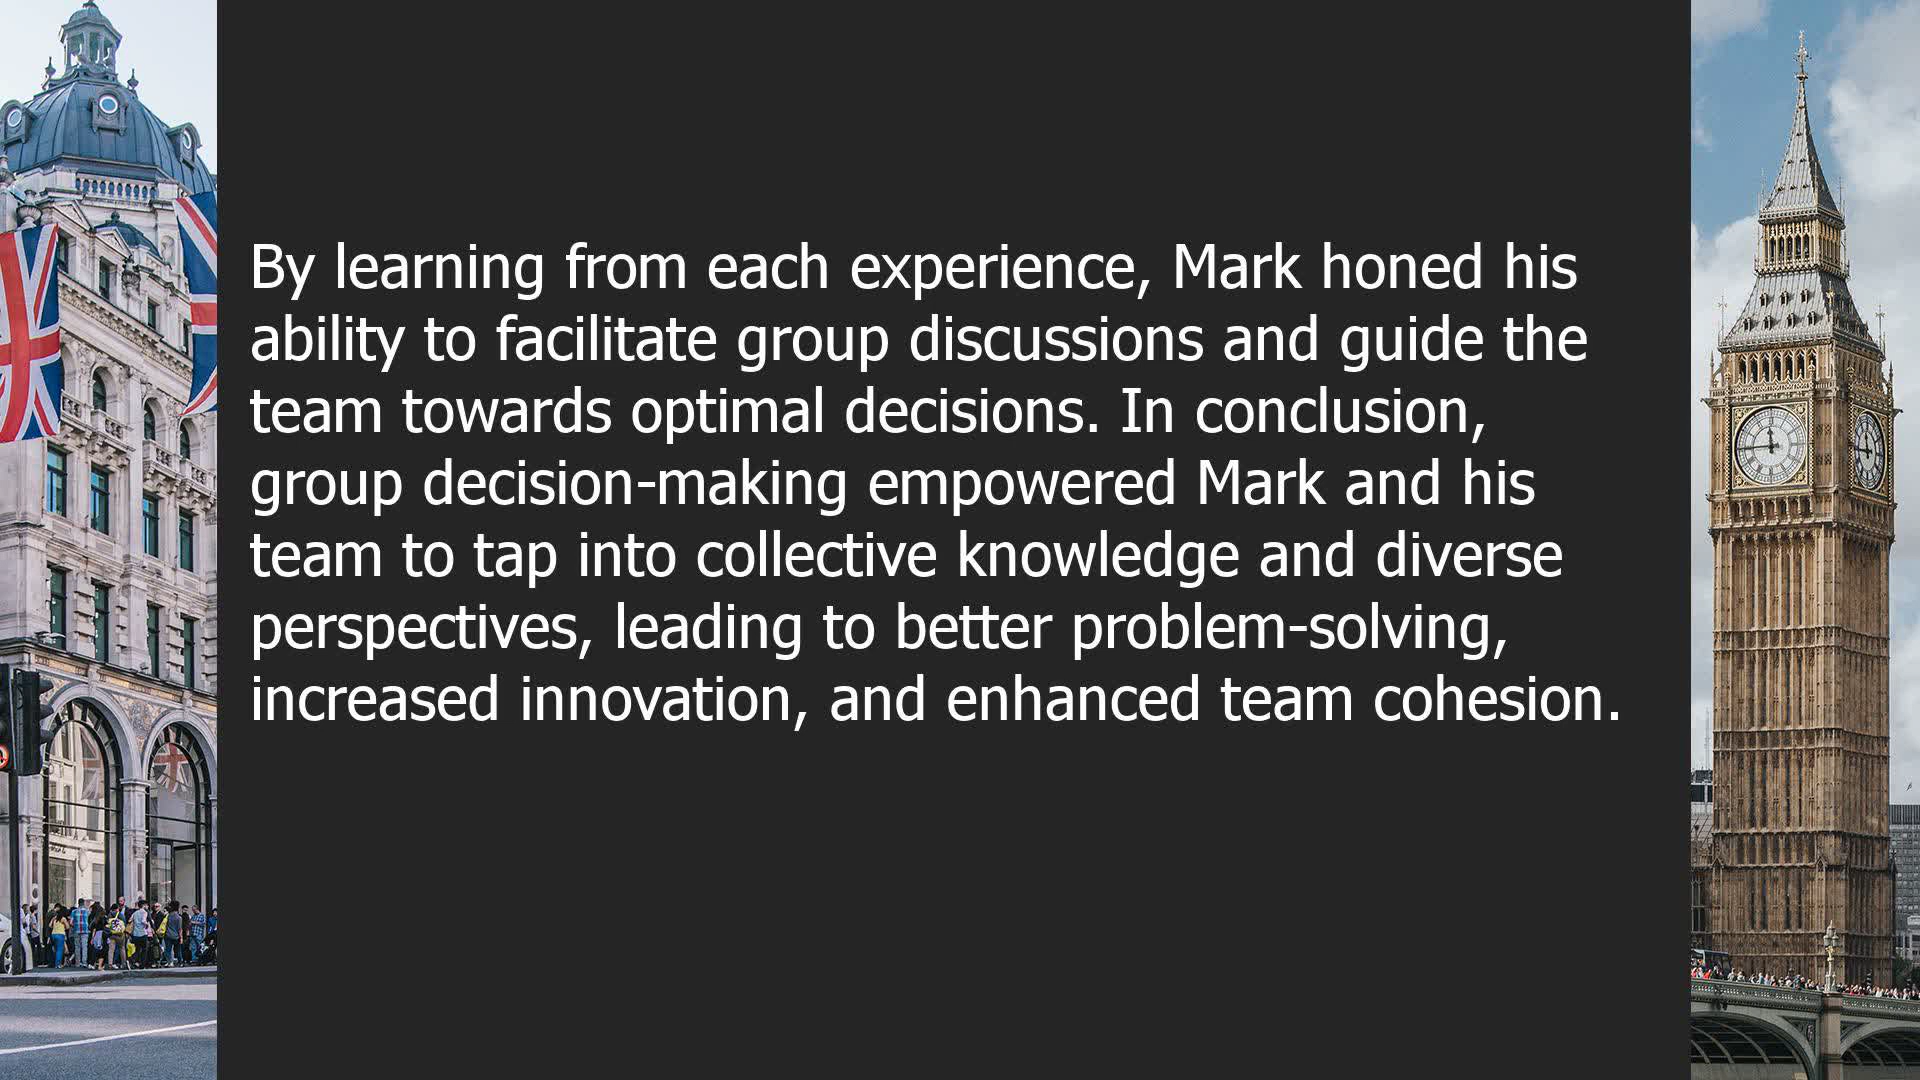 By learning from each experience, Mark honed his
ability to facilitate group discussions and guide the
team towards optimal decisions. In conclusion,
group decision-making empowered Mark and his
team to tap into collective knowledge and diverse
perspectives, leading to better problem-solving,
increased innovation, and enhanced team cohesion.